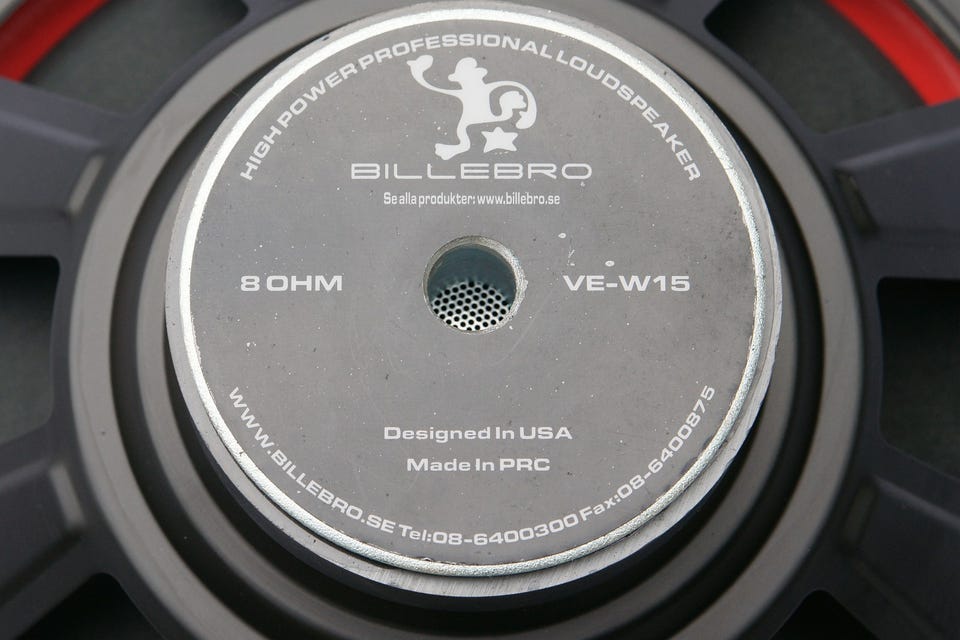 HIGH POWER PROFESSIONAL LOUDSPEAKER
BILLEBRO
Se alla produkter: www.billebro.se
8 OHM
VE-W15
Designed In USA
Made In PRC
WWW.BILLEBRO.SE Tel:08-6400300 Fax:08-6400875